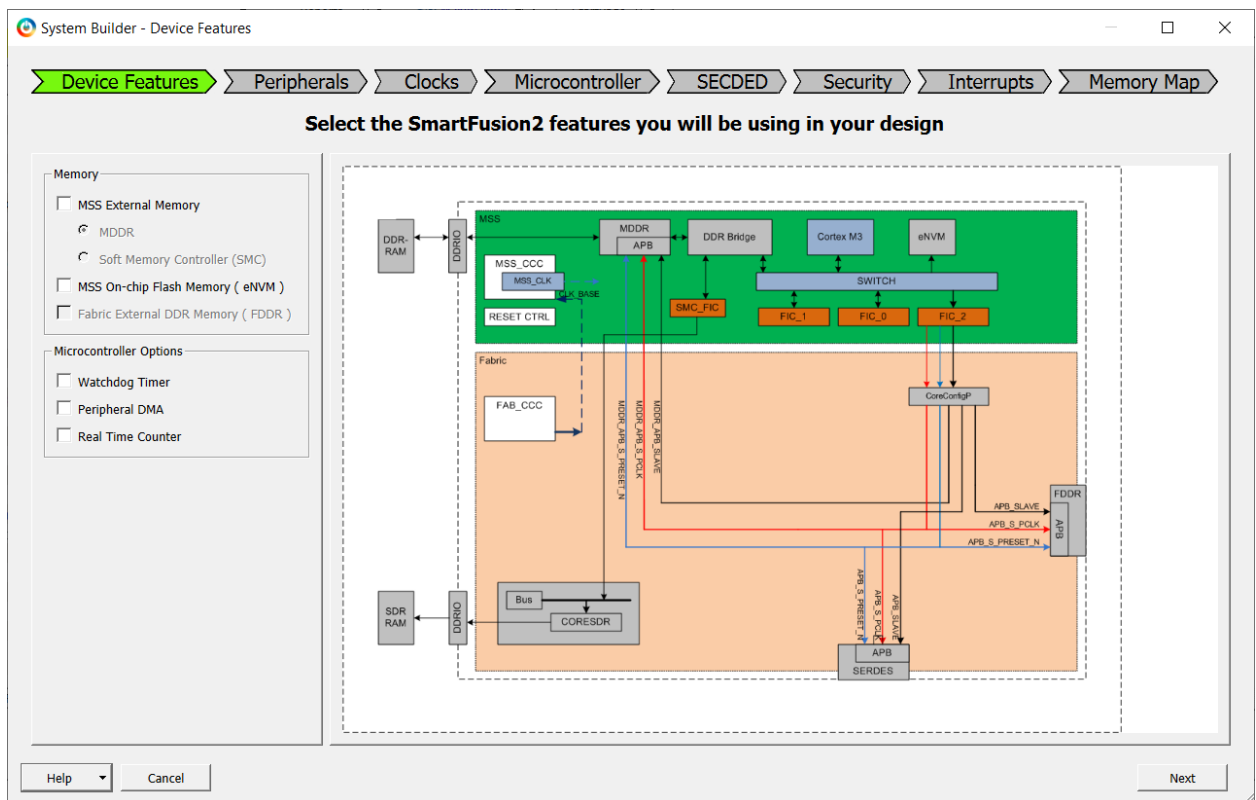 System Builder - Device Features
Device Features
Peripherals
Clocks
Microcontroller
SECDED
Security
Interrupts
Memory Map
Select the SmartFusion2 features you will be using in your design
Memory
MSS External Memory
MDDR
Soft Memory Controller (SMC)
MSS On-chip Flash Memory ( eNVM )
Fabric External DDR Memory ( FDDR )
Microcontroller Options
Watchdog Timer
Peripheral DMA
Real Time Counter
MSS
DDR-
RAM
DDRIO
MDDR
APB
DDR Bridge
Cortex M3
eNVM
MSS_CCC
MSS_CLK
CLK_BASE
RESET CTRL
SWITCH
SMC_FIC
FIC_1
FIC_0
FIC_2
Fabric
FAB_CCC
CoreConfigP
MDDR_APB_S_PRESET_N
MDDR_APB_S_PCLK
MDDR_APB_SLAVE
FDDR
APB
APB_SLAVE
APB_S_PCLK
APB_S_PRESET_N
SDR
RAM
DDRIO
Bus
CORESDR
APB_S_PRESET_N
APB_S_PCLK
APB_SLAVE
APB
SERDES
Help
Cancel
Next